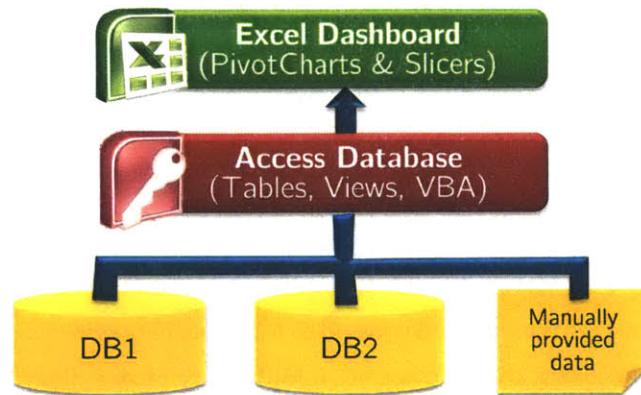 Excel Dashboard
(PivotCharts & Slicers)
Access Database
(Tables, Views, VBA)
DB1
DB2
Manually
provided
data